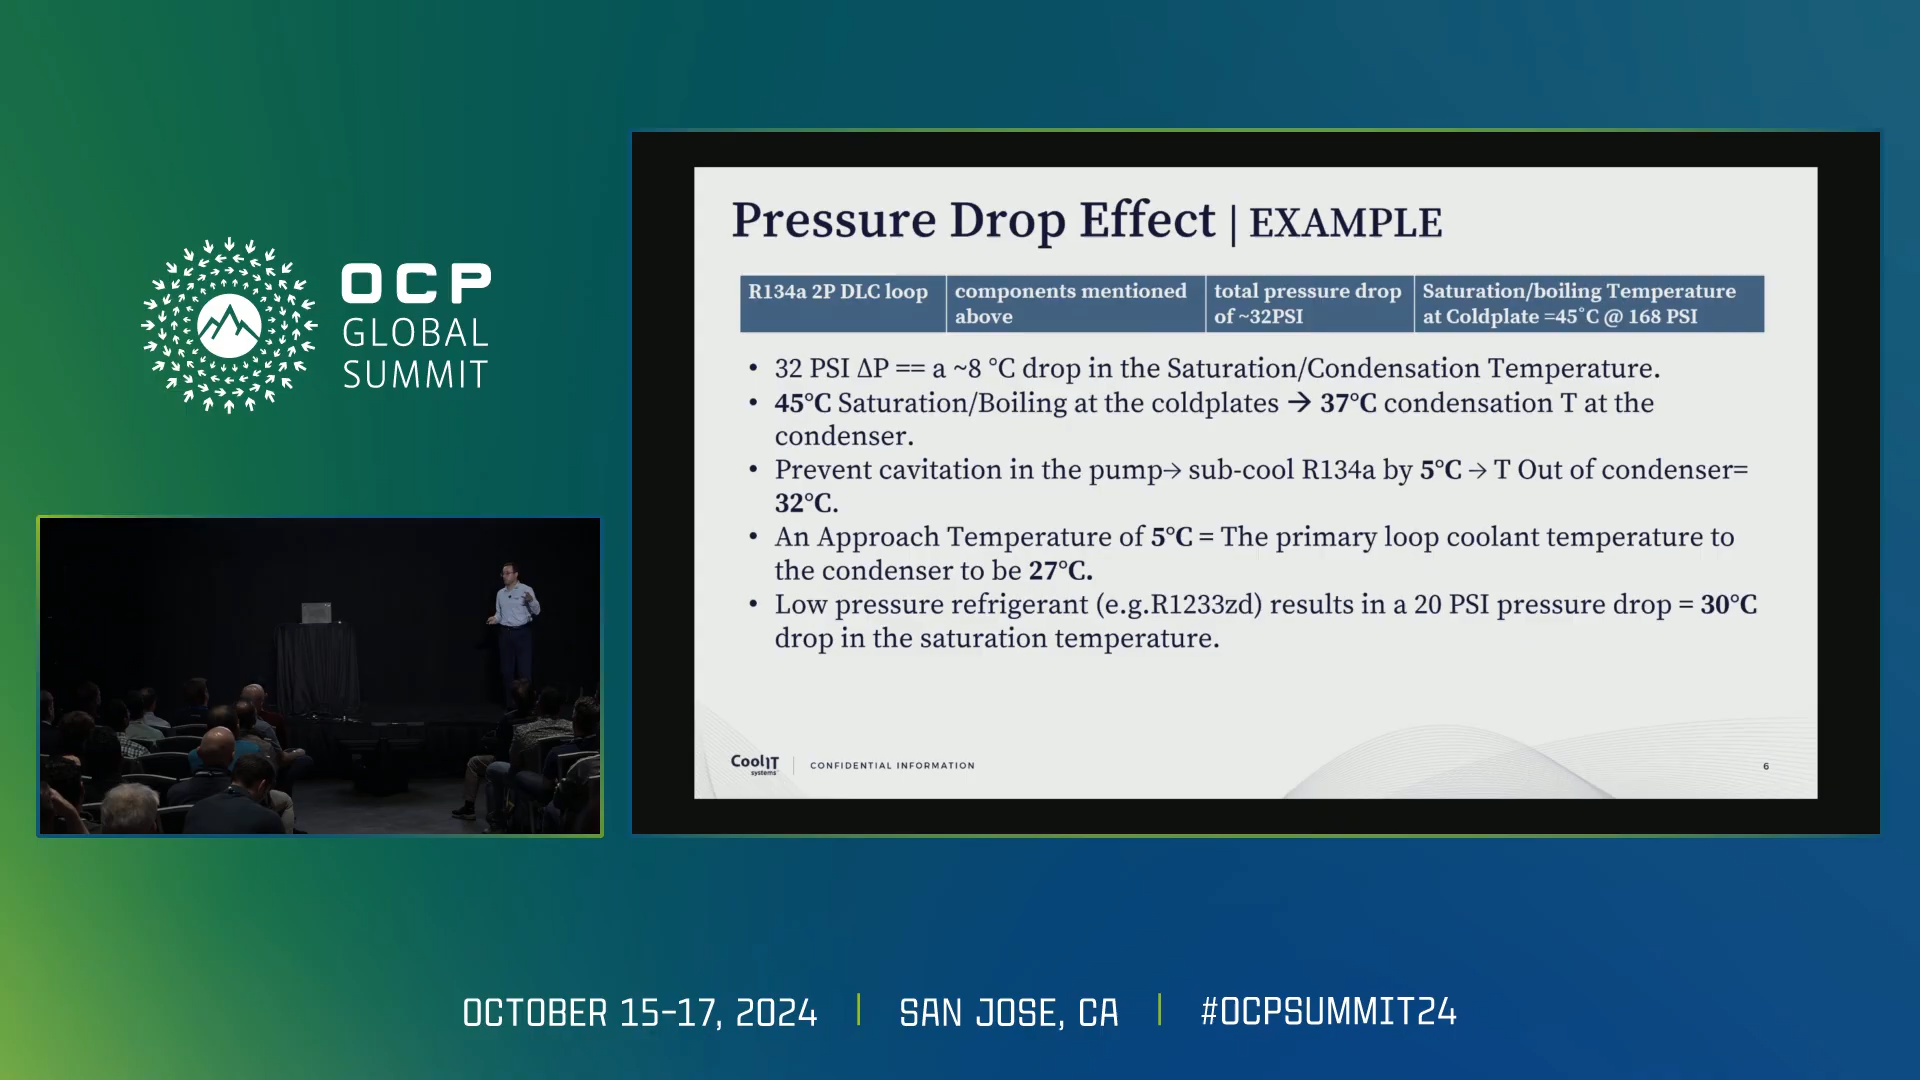 OCP
GLOBAL
SUMMIT
Pressure Drop Effect | EXAMPLE
R134a 2P DLC loop
components mentioned
above
total pressure drop
of ~32PSI
Saturation/boiling Temperature
at Coldplate =45°C @ 168 PSI
• 32 PSI ΔP == a ~8 °C drop in the Saturation/Condensation Temperature.
• 45°C Saturation/Boiling at the coldplates → 37°C condensation T at the
condenser.
• Prevent cavitation in the pump→ sub-cool R134a by 5°C → T Out of condenser=
32°C.
• An Approach Temperature of 5°C = The primary loop coolant temperature to
the condenser to be 27°C.
• Low pressure refrigerant (e.g.R1233zd) results in a 20 PSI pressure drop = 30°C
drop in the saturation temperature.
CoolIT
systems
CONFIDENTIAL INFORMATION
6
OCTOBER 15-17, 2024 | SAN JOSE, CA | #OCPSUMMIT24